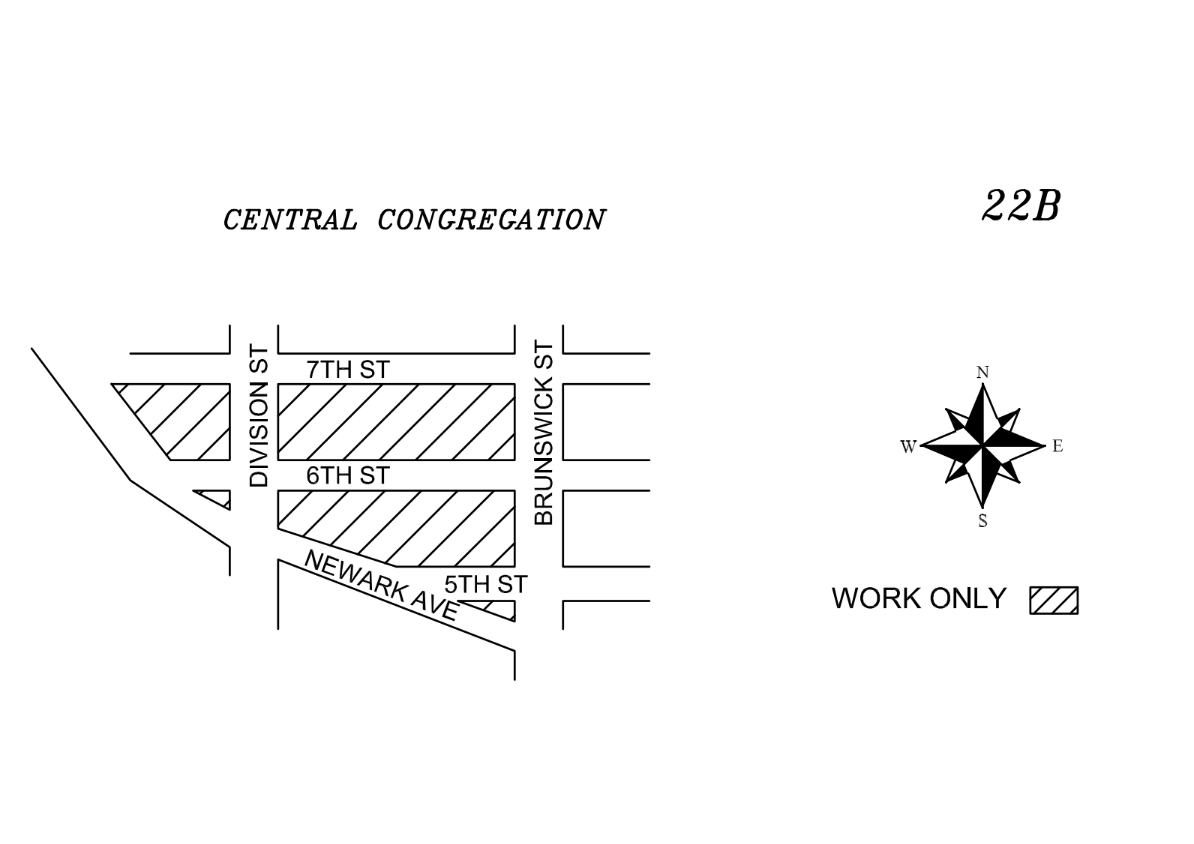 22B
CENTRAL CONGREGATION
7TH ST
DIVISION ST
BRUNSWICK ST
6TH ST
NEWARK AVE
5TH ST
N
W
E
S
WORK ONLY